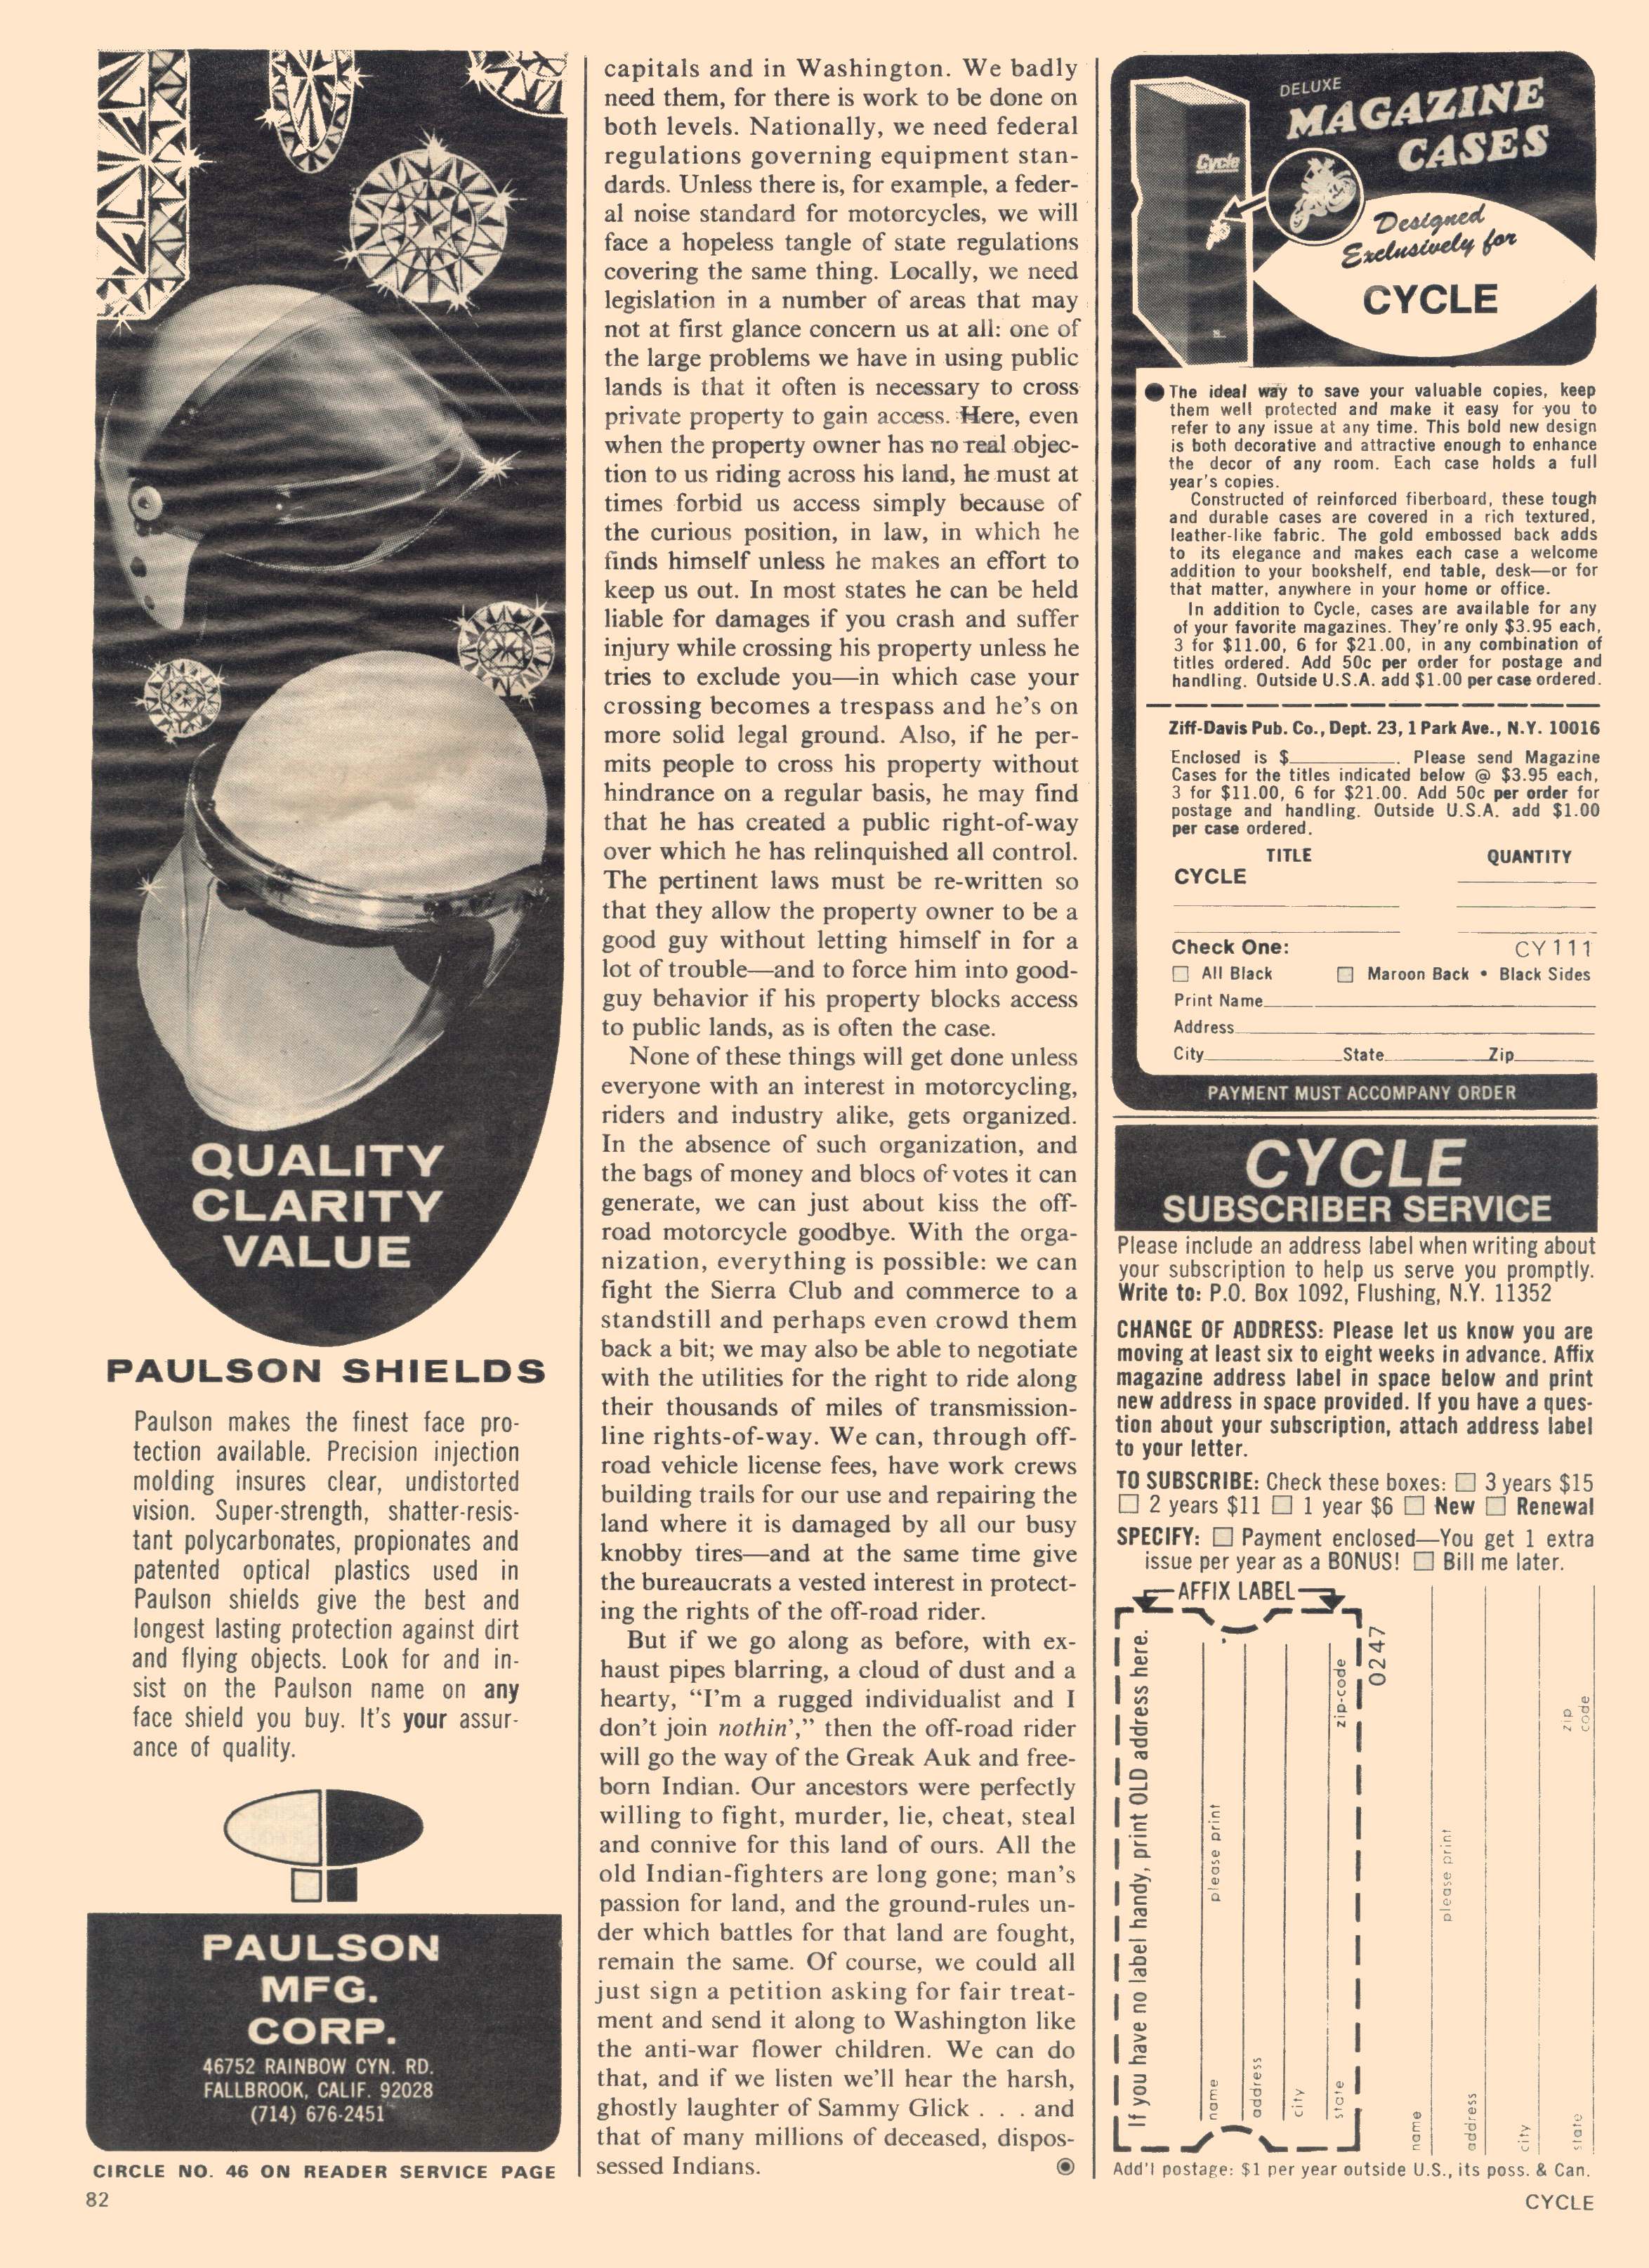 QUALITY
CLARITY
VALUE
PAULSON SHIELDS
Paulson makes the finest face pro-
tection available. Precision injection
molding insures clear, undistorted
vision. Super-strength, shatter-resis-
tant polycarbonates, propionates and
patented optical plastics used in
Paulson shields give the best and
longest lasting protection against dirt
and flying objects. Look for and in-
sist on the Paulson name on any
face shield you buy. It's your assur-
ance of quality.
PAULSON
MFG.
CORP.
46752 RAINBOW CYN. RD.
FALLBROOK, CALIF. 92028
(714) 676-2451
CIRCLE NO. 46 ON READER SERVICE PAGE
82
capitals and in Washington. We badly
need them, for there is work to be done on
both levels. Nationally, we need federal
regulations governing equipment stan-
dards. Unless there is, for example, a feder-
al noise standard for motorcycles, we will
face a hopeless tangle of state regulations
covering the same thing. Locally, we need
legislation in a number of areas that may
not at first glance concern us at all: one of
the large problems we have in using public
lands is that it often is necessary to cross
private property to gain access. Here, even
when the property owner has no real objec-
tion to us riding across his land, he must at
times forbid us access simply because of
the curious position, in law, in which he
finds himself unless he makes an effort to
keep us out. In most states he can be held
liable for damages if you crash and suffer
injury while crossing his property unless he
tries to exclude you—in which case your
crossing becomes a trespass and he's on
more solid legal ground. Also, if he per-
mits people to cross his property without
hindrance on a regular basis, he may find
that he has created a public right-of-way
over which he has relinquished all control.
The pertinent laws must be re-written so
that they allow the property owner to be a
good guy without letting himself in for a
lot of trouble—and to force him into good-
guy behavior if his property blocks access
to public lands, as is often the case.
None of these things will get done unless
everyone with an interest in motorcycling,
riders and industry alike, gets organized.
In the absence of such organization, and
the bags of money and blocs of votes it can
generate, we can just about kiss the off-
road motorcycle goodbye. With the orga-
nization, everything is possible: we can
fight the Sierra Club and commerce to a
standstill and perhaps even crowd them
back a bit; we may also be able to negotiate
with the utilities for the right to ride along
their thousands of miles of transmission-
line rights-of-way. We can, through off-
road vehicle license fees, have work crews
building trails for our use and repairing the
land where it is damaged by all our busy
knobby tires—and at the same time give
the bureaucrats a vested interest in protect-
ing the rights of the off-road rider.
But if we go along as before, with ex-
haust pipes blarring, a cloud of dust and a
hearty, “I'm a rugged individualist and I
don't join nothin',” then the off-road rider
will go the way of the Greak Auk and free-
born Indian. Our ancestors were perfectly
willing to fight, murder, lie, cheat, steal
and connive for this land of ours. All the
old Indian-fighters are long gone; man's
passion for land, and the ground-rules un-
der which battles for that land are fought,
remain the same. Of course, we could all
just sign a petition asking for fair treat-
ment and send it along to Washington like
the anti-war flower children. We can do
that, and if we listen we'll hear the harsh,
ghostly laughter of Sammy Glick . . . and
that of many millions of deceased, dispos-
sessed Indians.
DELUXE
MAGAZINE
CASES
Cycle
Designed
Exclusively for
CYCLE
The ideal way to save your valuable copies, keep
them well protected and make it easy for you to
refer to any issue at any time. This bold new design
is both decorative and attractive enough to enhance
the decor of any room. Each case holds a full
year's copies.
Constructed of reinforced fiberboard, these tough
and durable cases are covered in a rich textured,
leather-like fabric. The gold embossed back adds
to its elegance and makes each case a welcome
addition to your bookshelf, end table, desk—or for
that matter, anywhere in your home or office.
In addition to Cycle, cases are available for any
of your favorite magazines. They're only $3.95 each,
3 for $11.00, 6 for $21.00, in any combination of
titles ordered. Add 50c per order for postage and
handling. Outside U.S.A. add $1.00 per case ordered.
Ziff-Davis Pub. Co., Dept. 23, 1 Park Ave., N.Y. 10016
Enclosed is $__________. Please send Magazine
Cases for the titles indicated below @ $3.95 each,
3 for $11.00, 6 for $21.00. Add 50c per order for
postage and handling. Outside U.S.A. add $1.00
per case ordered.
TITLE QUANTITY
CYCLE
Check One: CY 111
☐ All Black ☐ Maroon Back • Black Sides
Print Name
Address
City State Zip
PAYMENT MUST ACCOMPANY ORDER
CYCLE
SUBSCRIBER SERVICE
Please include an address label when writing about
your subscription to help us serve you promptly.
Write to: P.O. Box 1092, Flushing, N.Y. 11352
CHANGE OF ADDRESS: Please let us know you are
moving at least six to eight weeks in advance. Affix
magazine address label in space below and print
new address in space provided. If you have a ques-
tion about your subscription, attach address label
to your letter.
TO SUBSCRIBE: Check these boxes: ☐ 3 years $15
☐ 2 years $11 ☐ 1 year $6 ☐ New ☐ Renewal
SPECIFY: ☐ Payment enclosed—You get 1 extra
issue per year as a BONUS! ☐ Bill me later.
AFFIX LABEL
If you have no label handy, print OLD address here.
name please print
address
city
state zip-code
0247
name
please print
address
city
state zip code
Add'l postage: $1 per year outside U.S., its poss. & Can.
CYCLE